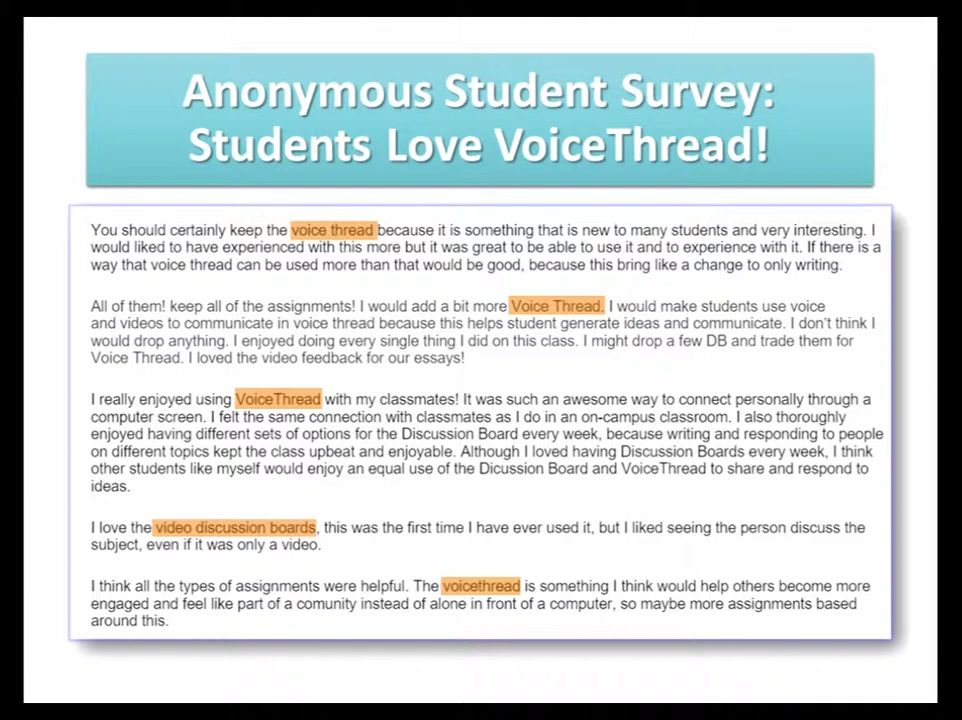 Anonymous Student Survey:
Students Love VoiceThread!
You should certainly keep the voice thread because it is something that is new to many students and very interesting. I
would liked to have experienced with this more but it was great to be able to use it and to experience with it. If there is a
way that voice thread can be used more than that would be good, because this bring like a change to only writing.
All of them! keep all of the assignments! I would add a bit more Voice Thread. I would make students use voice
and videos to communicate in voice thread because this helps student generate ideas and communicate. I don't think I
would drop anything. I enjoyed doing every single thing I did on this class. I might drop a few DB and trade them for
Voice Thread. I loved the video feedback for our essays!
I really enjoyed using VoiceThread with my classmates! It was such an awesome way to connect personally through a
computer screen. I felt the same connection with classmates as I do in an on-campus classroom. I also thoroughly
enjoyed having different sets of options for the Discussion Board every week, because writing and responding to people
on different topics kept the class upbeat and enjoyable. Although I loved having Discussion Boards every week, I think
other students like myself would enjoy an equal use of the Dicussion Board and VoiceThread to share and respond to
ideas.
I love the video discussion boards, this was the first time I have ever used it, but I liked seeing the person discuss the
subject, even if it was only a video.
I think all the types of assignments were helpful. The voicethread is something I think would help others become more
engaged and feel like part of a comunity instead of alone in front of a computer, so maybe more assignments based
around this.